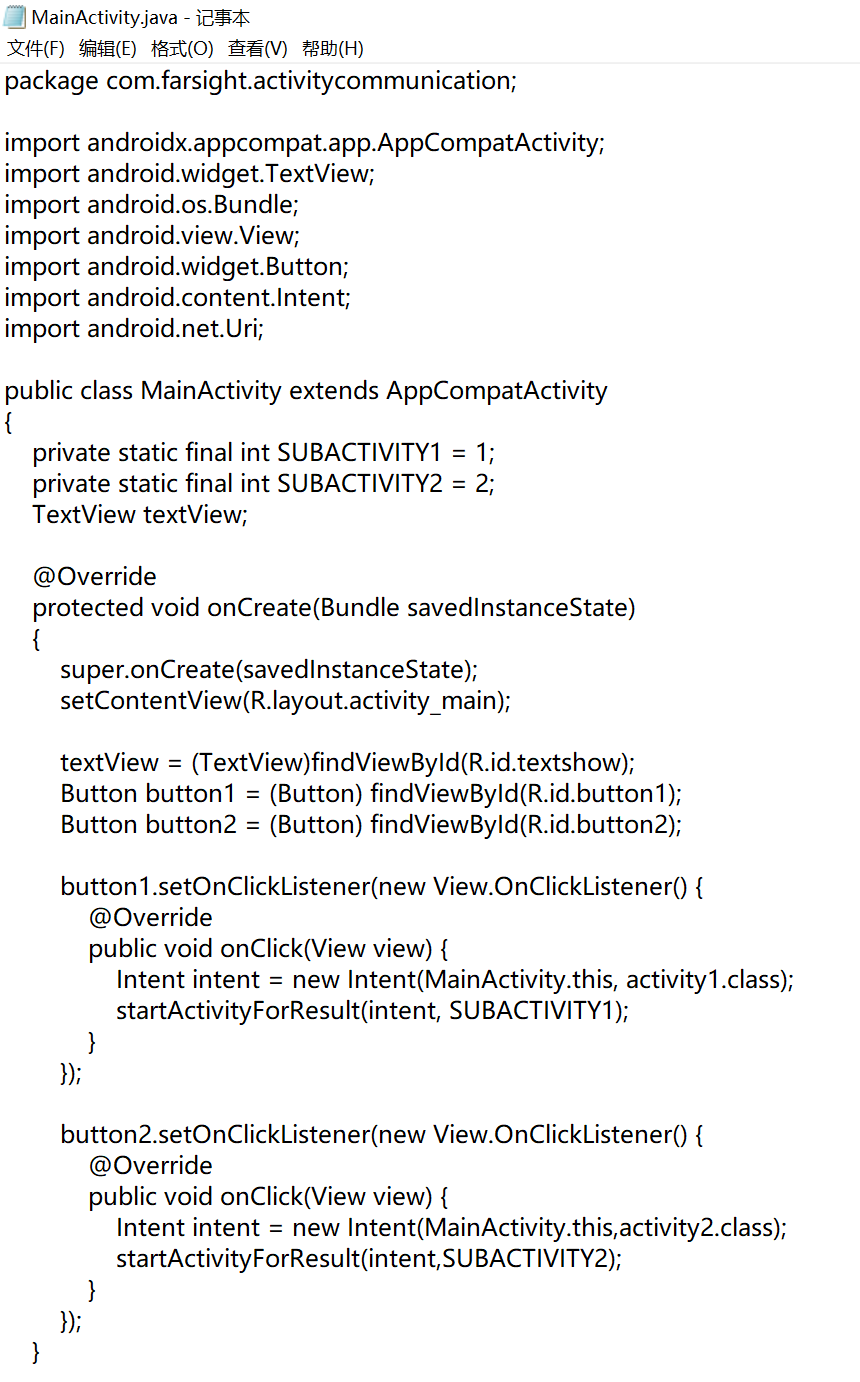 MainActivity.java - 记事本
文件(F) 编辑(E) 格式(O) 查看(V) 帮助(H)
package com.farsight.activitycommunication;

import androidx.appcompat.app.AppCompatActivity;
import android.widget.TextView;
import android.os.Bundle;
import android.view.View;
import android.widget.Button;
import android.content.Intent;
import android.net.Uri;

public class MainActivity extends AppCompatActivity
{
    private static final int SUBACTIVITY1 = 1;
    private static final int SUBACTIVITY2 = 2;
    TextView textView;

    @Override
    protected void onCreate(Bundle savedInstanceState)
    {
        super.onCreate(savedInstanceState);
        setContentView(R.layout.activity_main);

        textView = (TextView)findViewById(R.id.textshow);
        Button button1 = (Button) findViewById(R.id.button1);
        Button button2 = (Button) findViewById(R.id.button2);

        button1.setOnClickListener(new View.OnClickListener() {
            @Override
            public void onClick(View view) {
                Intent intent = new Intent(MainActivity.this, activity1.class);
                startActivityForResult(intent, SUBACTIVITY1);
            }
        });

        button2.setOnClickListener(new View.OnClickListener() {
            @Override
            public void onClick(View view) {
                Intent intent = new Intent(MainActivity.this,activity2.class);
                startActivityForResult(intent,SUBACTIVITY2);
            }
        });
    }